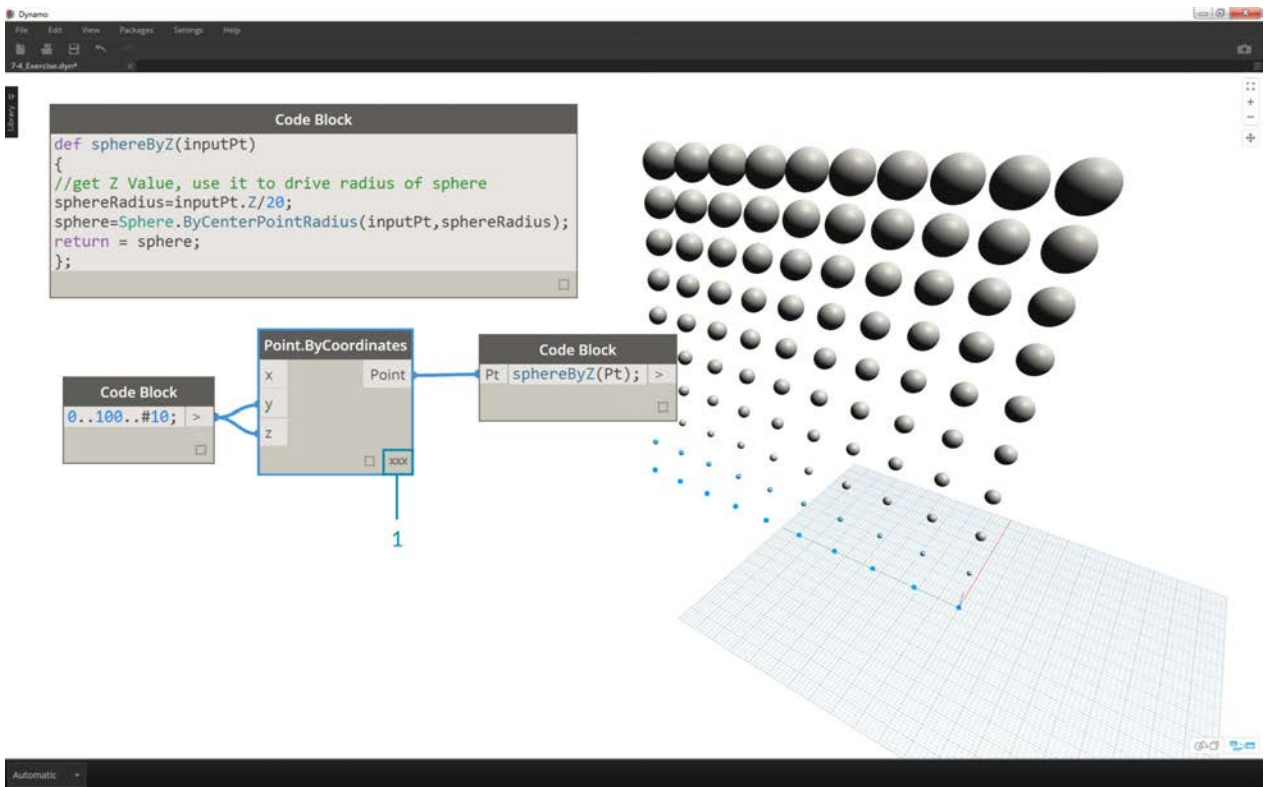 Dynamo
File Edit View Packages Settings Help
7-4_Exercise.dyn*
Library
Code Block
def sphereByZ(inputPt)
{
//get Z Value, use it to drive radius of sphere
sphereRadius=inputPt.Z/20;
sphere=Sphere.ByCenterPointRadius(inputPt,sphereRadius);
return = sphere;
};
Point.ByCoordinates
x Point
y
z
xxx
Code Block
Pt sphereByZ(Pt); >
Code Block
0..100..#10; >
1
Automatic